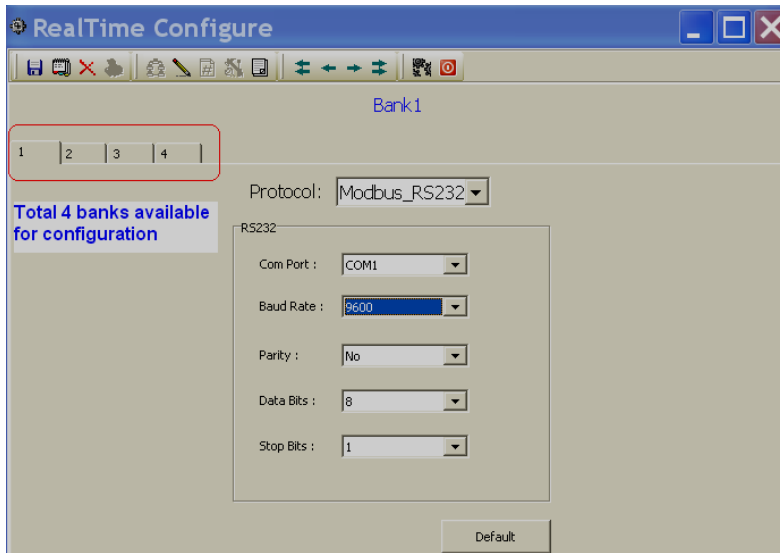 RealTime Configure
Bank1
1 2 3 4
Total 4 banks available
for configuration
Protocol: Modbus_RS232
RS232
Com Port : COM1
Baud Rate : 9600
Parity : No
Data Bits : 8
Stop Bits : 1
Default